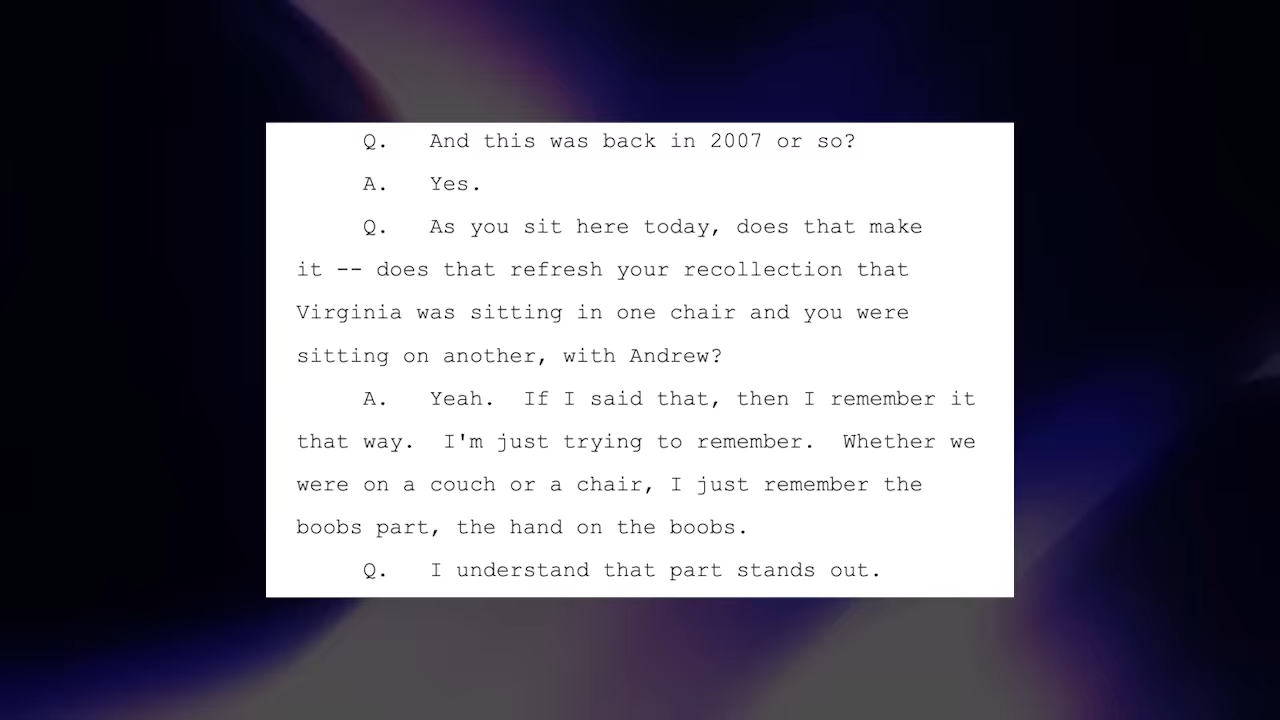 Q. And this was back in 2007 or so?
A. Yes.
Q. As you sit here today, does that make
it -- does that refresh your recollection that
Virginia was sitting in one chair and you were
sitting on another, with Andrew?
A. Yeah. If I said that, then I remember it
that way. I'm just trying to remember. Whether we
were on a couch or a chair, I just remember the
boobs part, the hand on the boobs.
Q. I understand that part stands out.